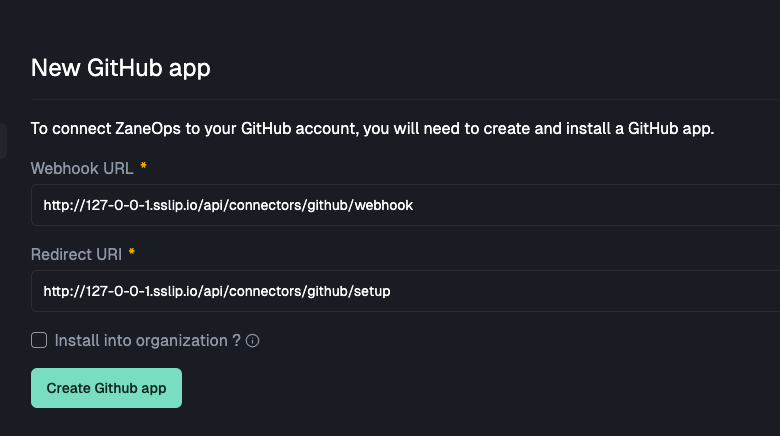 New GitHub app
To connect ZaneOps to your GitHub account, you will need to create and install a GitHub app.
Webhook URL *
http://127-0-0-1.sslip.io/api/connectors/github/webhook
Redirect URI *
http://127-0-0-1.sslip.io/api/connectors/github/setup
Install into organization ?
Create Github app